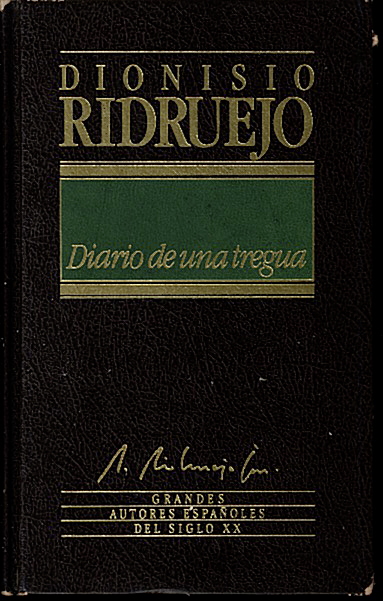 DIONISIO
RIDRUEJO
Diario de una tregua
GRANDES
AUTORES ESPAÑOLES
DEL SIGLO XX